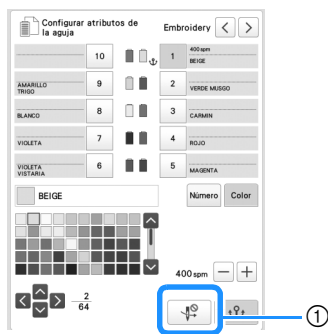 Configurar atributos de
la aguja
Embroidery
10
1
400 spm
BEIGE
AMARILLO
TRIGO
9
2
VERDE MUSGO
BLANCO
8
3
CARMIN
VIOLETA
7
4
ROJO
VIOLETA
VISTARIA
6
5
MAGENTA
BEIGE
Número
Color
400 spm
2
64
1